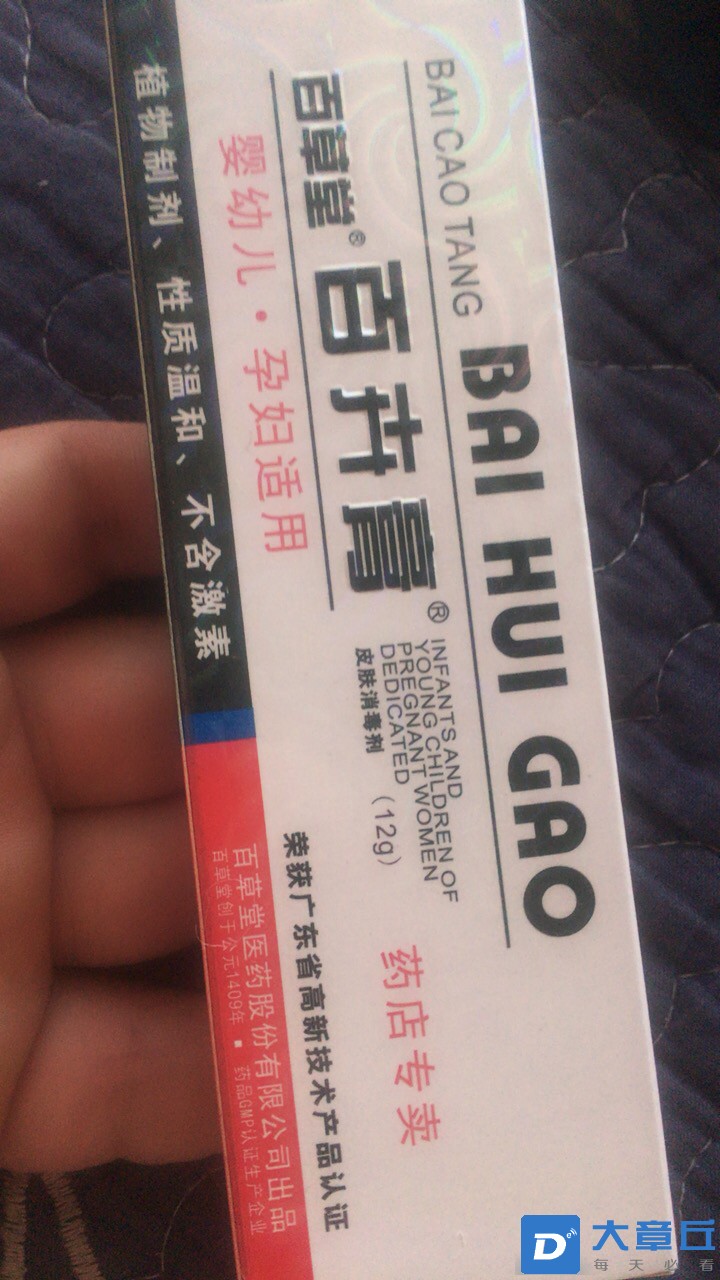 BAI CAO TANG
BAI HUI GAO
百草堂®
百卉膏®
INFANTS AND
YOUNG CHILDREN OF
PREGNANT WOMEN
DEDICATED
(12g)
皮肤消毒剂
婴幼儿·孕妇适用
药店专卖
荣获广东省高新技术产品认证
植物制剂、性质温和、不含激素
百草堂医药股份有限公司出品
百草堂创于公元1409年 ▪ 药品GMP认证生产企业
D
大章丘
每天必看